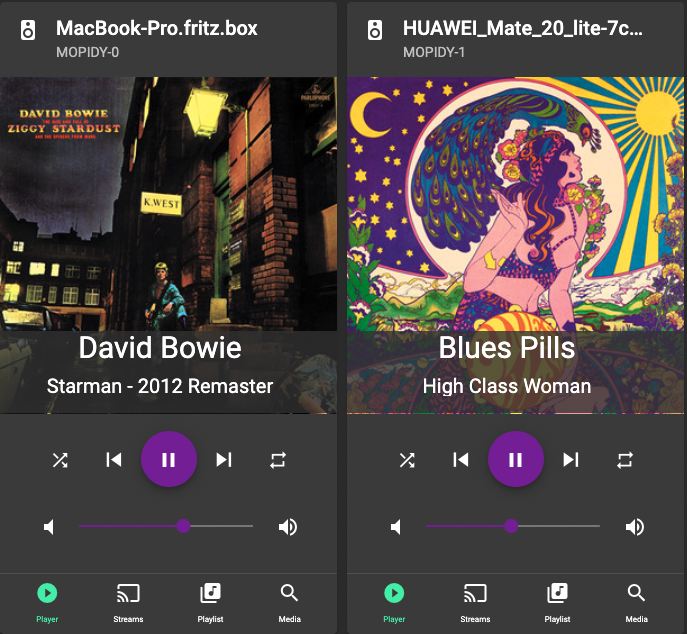 MacBook-Pro.fritz.box
MOPIDY-0
DAVID BOWIE
THE RISE AND FALL OF
ZIGGY STARDUST
AND THE SPIDERS FROM MARS
PARLOPHONE
K. WEST
David Bowie
Starman - 2012 Remaster
Player
Streams
Playlist
Media
HUAWEI_Mate_20_lite-7c...
MOPIDY-1
Blues Pills
High Class Woman
Player
Streams
Playlist
Media